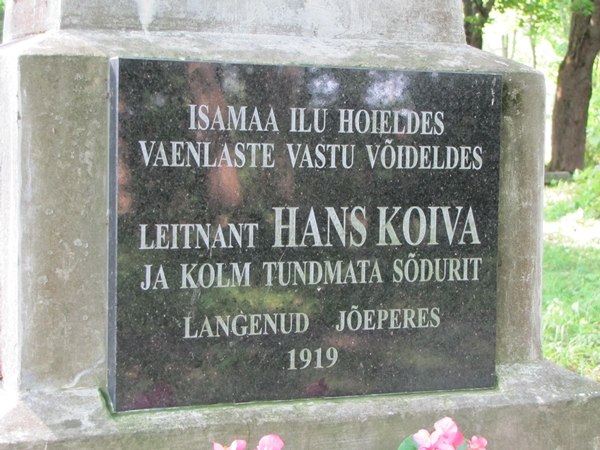 ISAMAA ILU HOIELDES
VAENLASTE VASTU VÕIDELDES
LEITNANT HANS KOIVA
JA KOLM TUNDMATA SÕDURIT
LANGENUD JÕEPERES
1919